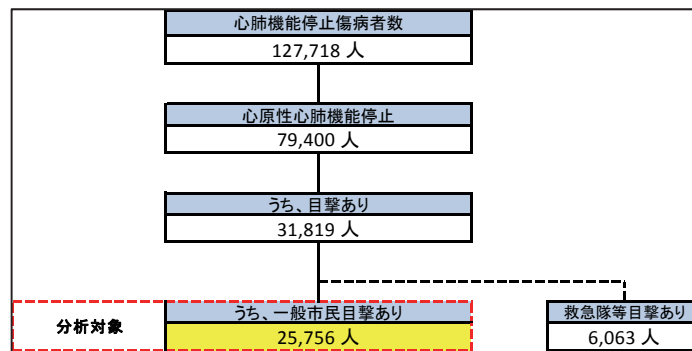 心肺機能停止傷病者数
127,718 人
心原性心肺機能停止
79,400 人
うち、目撃あり
31,819 人
分析対象
うち、一般市民目撃あり
25,756 人
救急隊等目撃あり
6,063 人